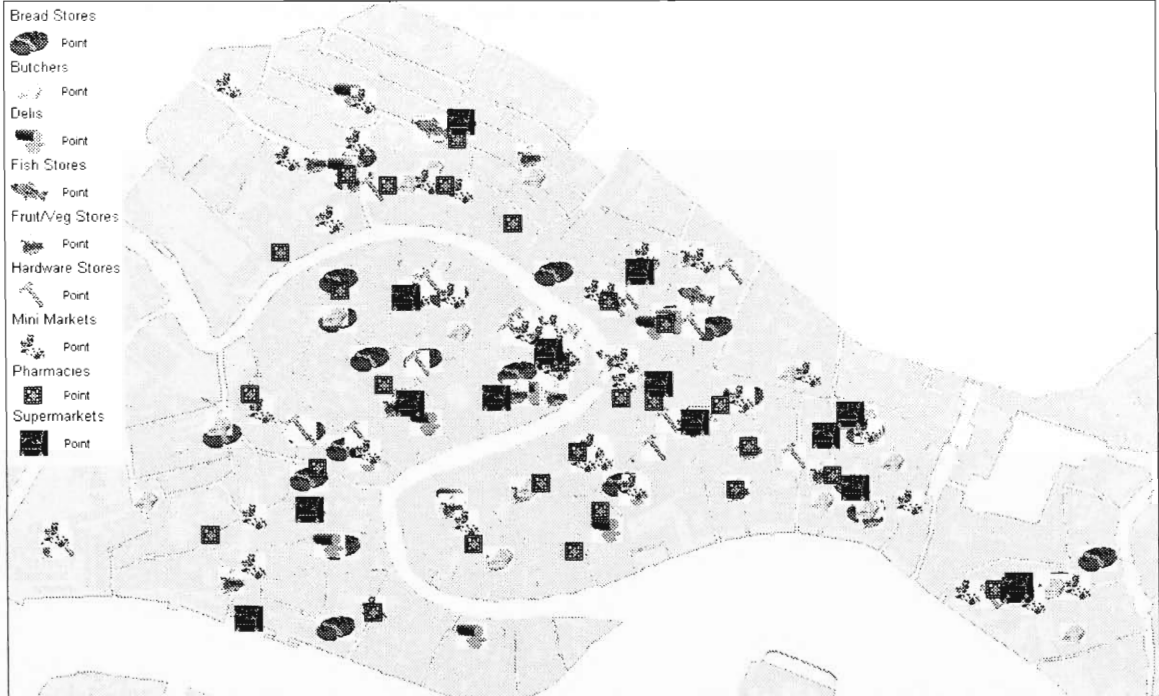 Bread Stores
Point
Butchers
Point
Delis
Point
Fish Stores
Point
Fruit/Veg Stores
Point
Hardware Stores
Point
Mini Markets
Point
Pharmacies
Point
Supermarkets
Point